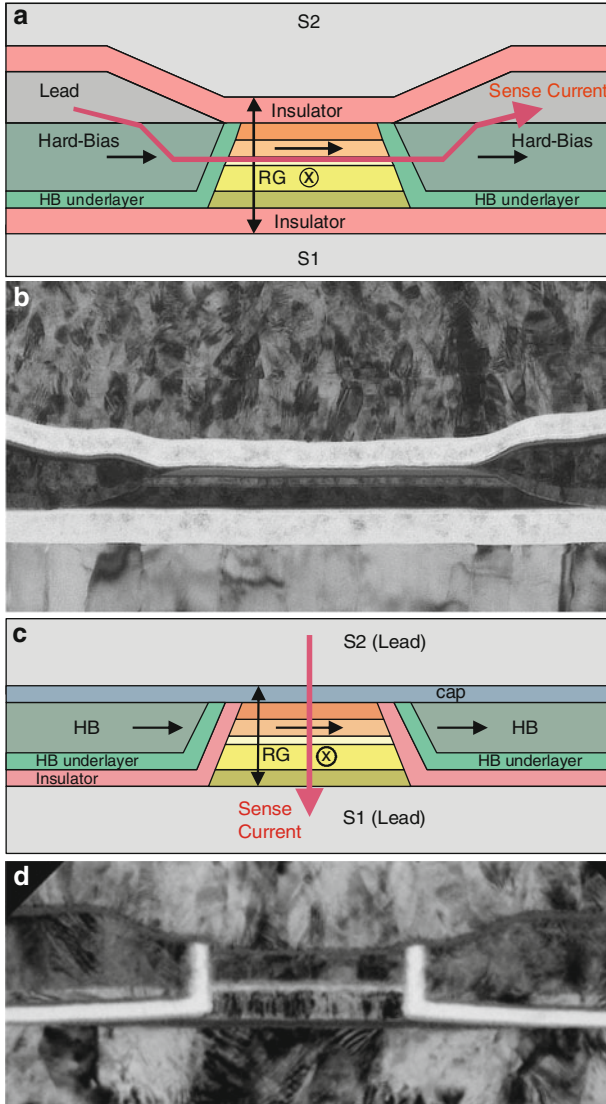 a
S2
Lead
Insulator
Sense Current
Hard-Bias
Hard-Bias
RG X
HB underlayer
HB underlayer
Insulator
S1
b
c
S2 (Lead)
cap
HB
HB
RG X
HB underlayer
HB underlayer
Insulator
Sense
Current
S1 (Lead)
d